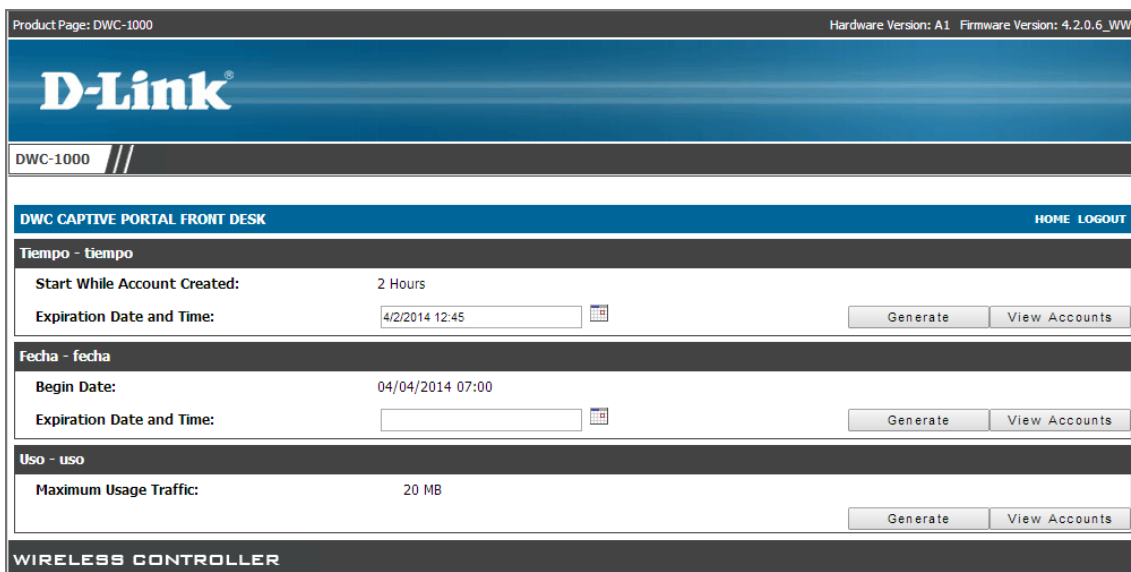 Product Page: DWC-1000 Hardware Version: A1 Firmware Version: 4.2.0.6_WW
D-Link®
DWC-1000
DWC CAPTIVE PORTAL FRONT DESK HOME LOGOUT
Tiempo - tiempo
Start While Account Created: 2 Hours
Expiration Date and Time: 4/2/2014 12:45 Generate View Accounts
Fecha - fecha
Begin Date: 04/04/2014 07:00
Expiration Date and Time: Generate View Accounts
Uso - uso
Maximum Usage Traffic: 20 MB
Generate View Accounts
WIRELESS CONTROLLER